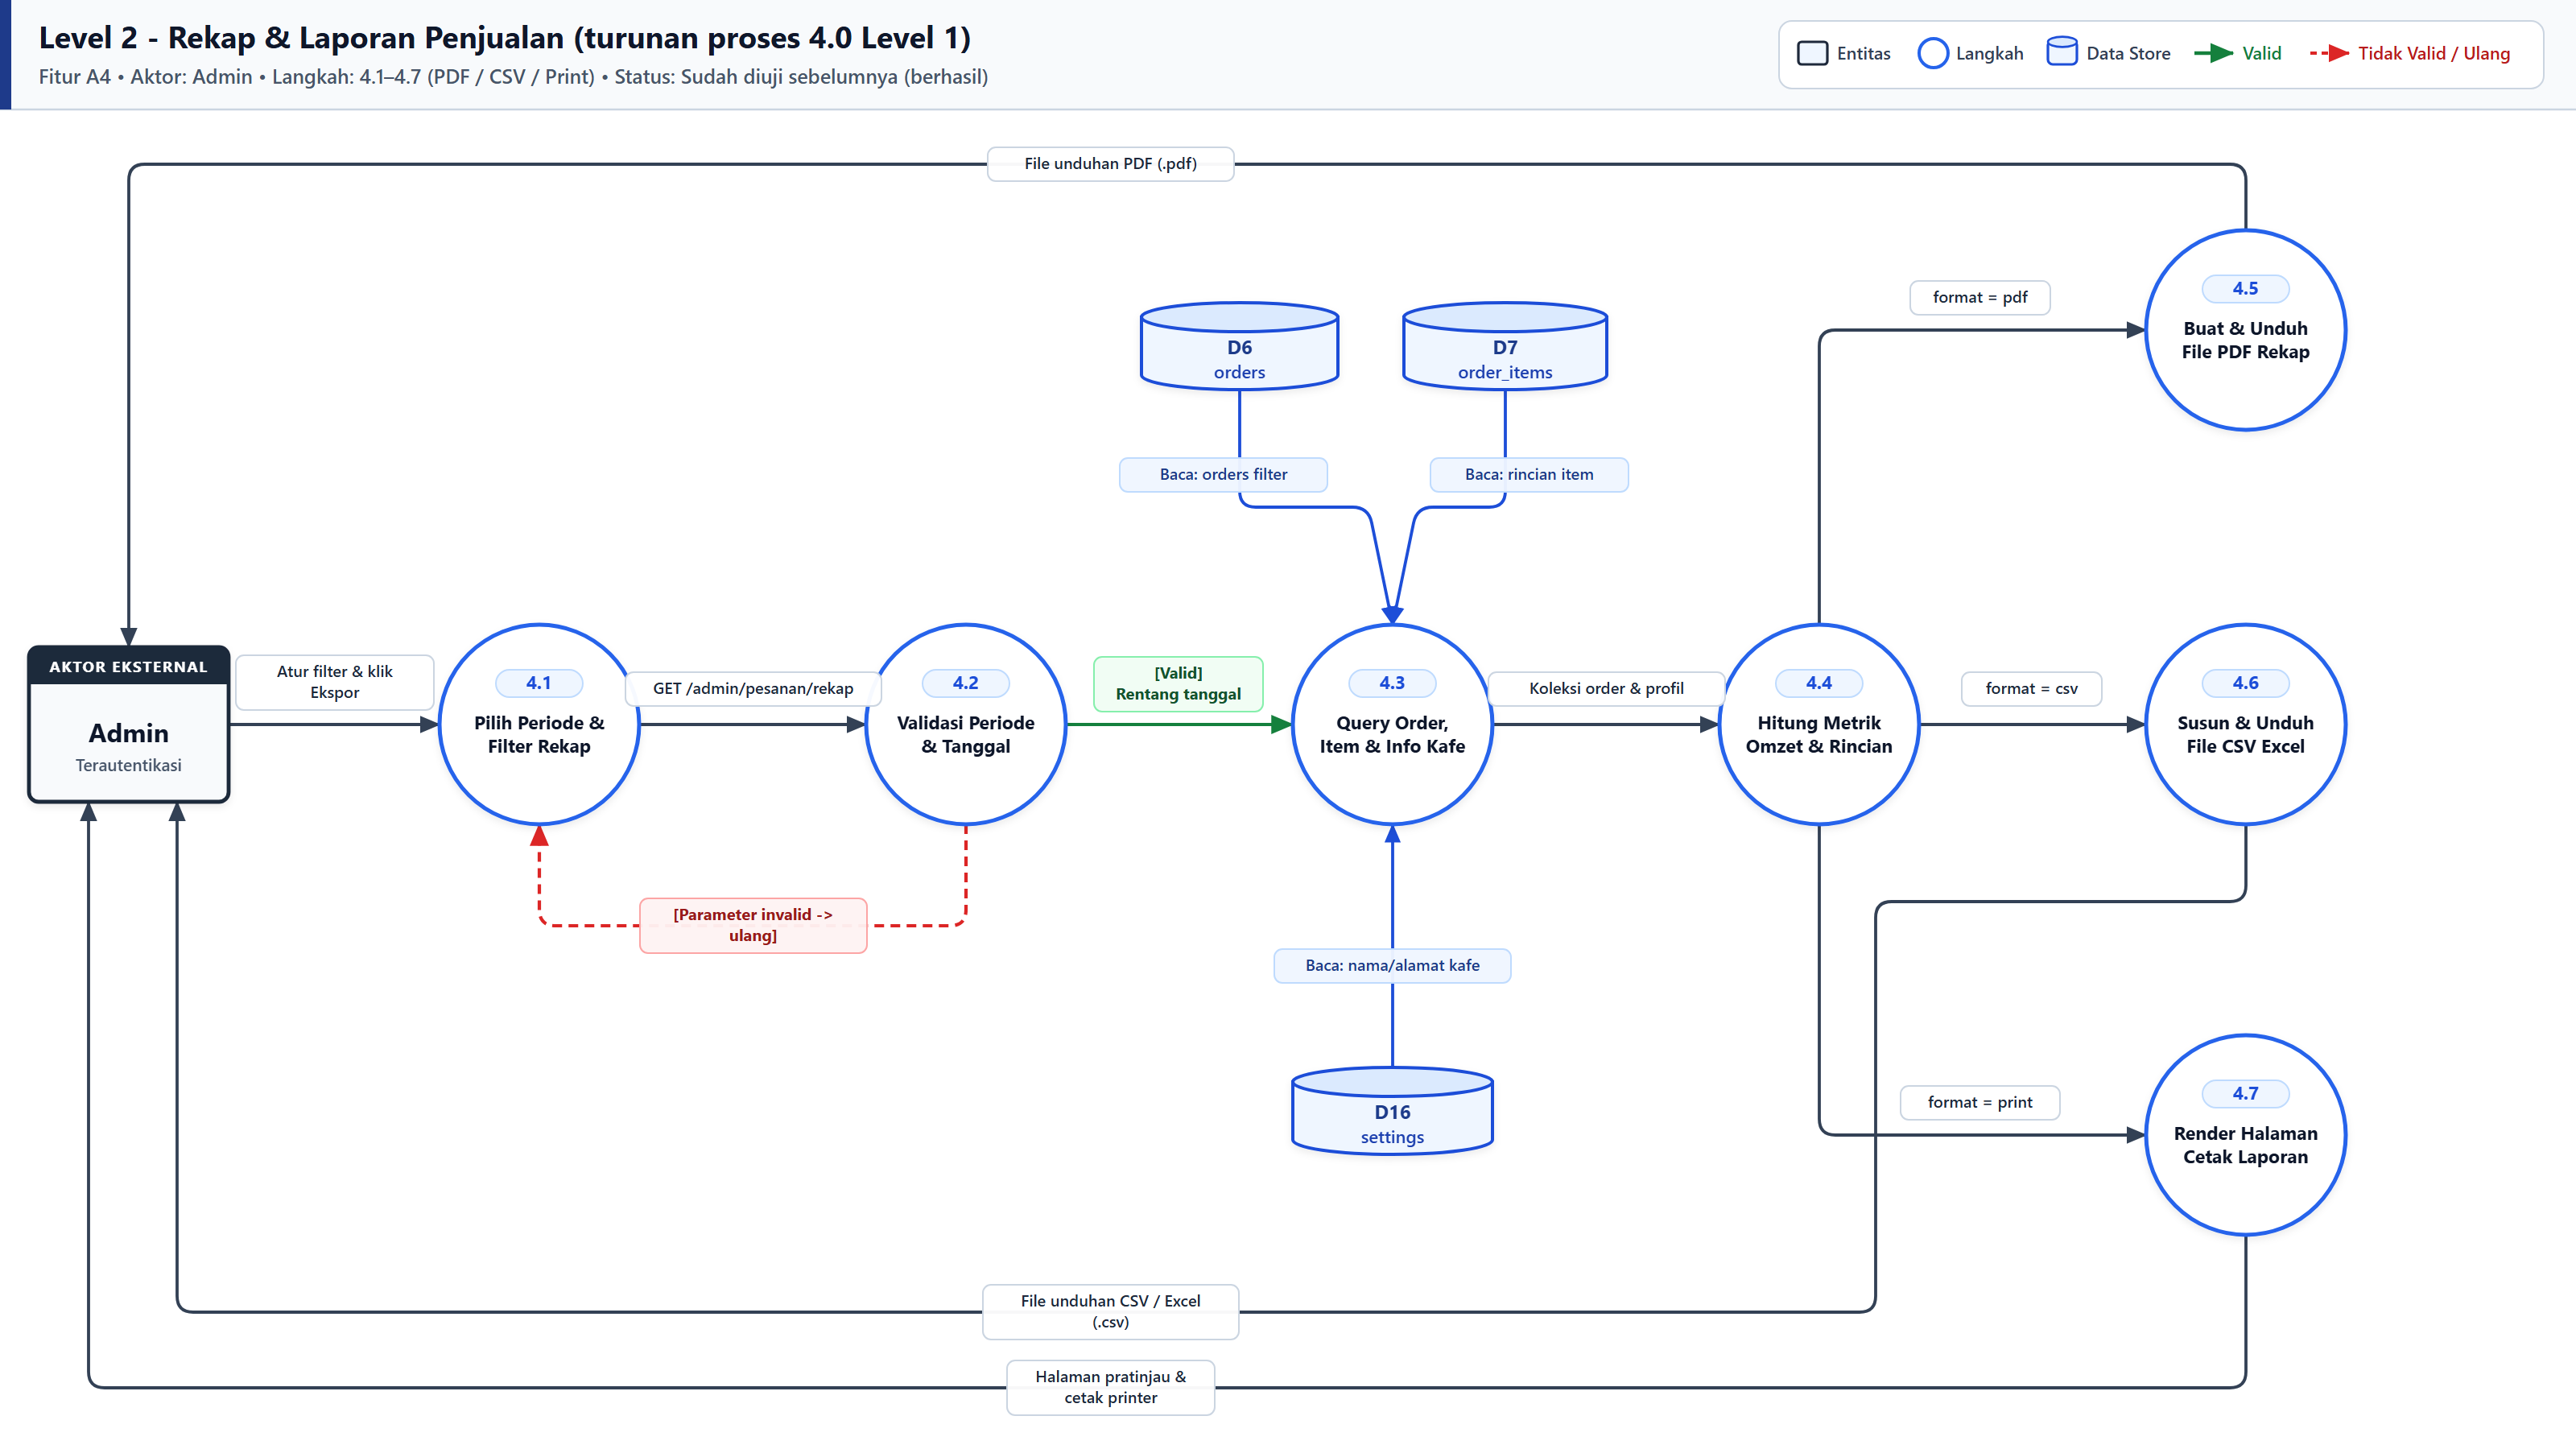 Level 2 - Rekap & Laporan Penjualan (turunan proses 4.0 Level 1)
Fitur A4 • Aktor: Admin • Langkah: 4.1–4.7 (PDF / CSV / Print) • Status: Sudah diuji sebelumnya (berhasil)
Entitas
Langkah
Data Store
Valid
Tidak Valid / Ulang
File unduhan PDF (.pdf)
4.5
Buat & Unduh
File PDF Rekap
format = pdf
D6
orders
D7
order_items
Baca: orders filter
Baca: rincian item
AKTOR EKSTERNAL
Admin
Terautentikasi
Atur filter & klik
Ekspor
4.1
Pilih Periode &
Filter Rekap
GET /admin/pesanan/rekap
4.2
Validasi Periode
& Tanggal
[Valid]
Rentang tanggal
4.3
Query Order,
Item & Info Kafe
Koleksi order & profil
4.4
Hitung Metrik
Omzet & Rincian
format = csv
4.6
Susun & Unduh
File CSV Excel
[Parameter invalid ->
ulang]
Baca: nama/alamat kafe
D16
settings
format = print
4.7
Render Halaman
Cetak Laporan
File unduhan CSV / Excel
(.csv)
Halaman pratinjau &
cetak printer